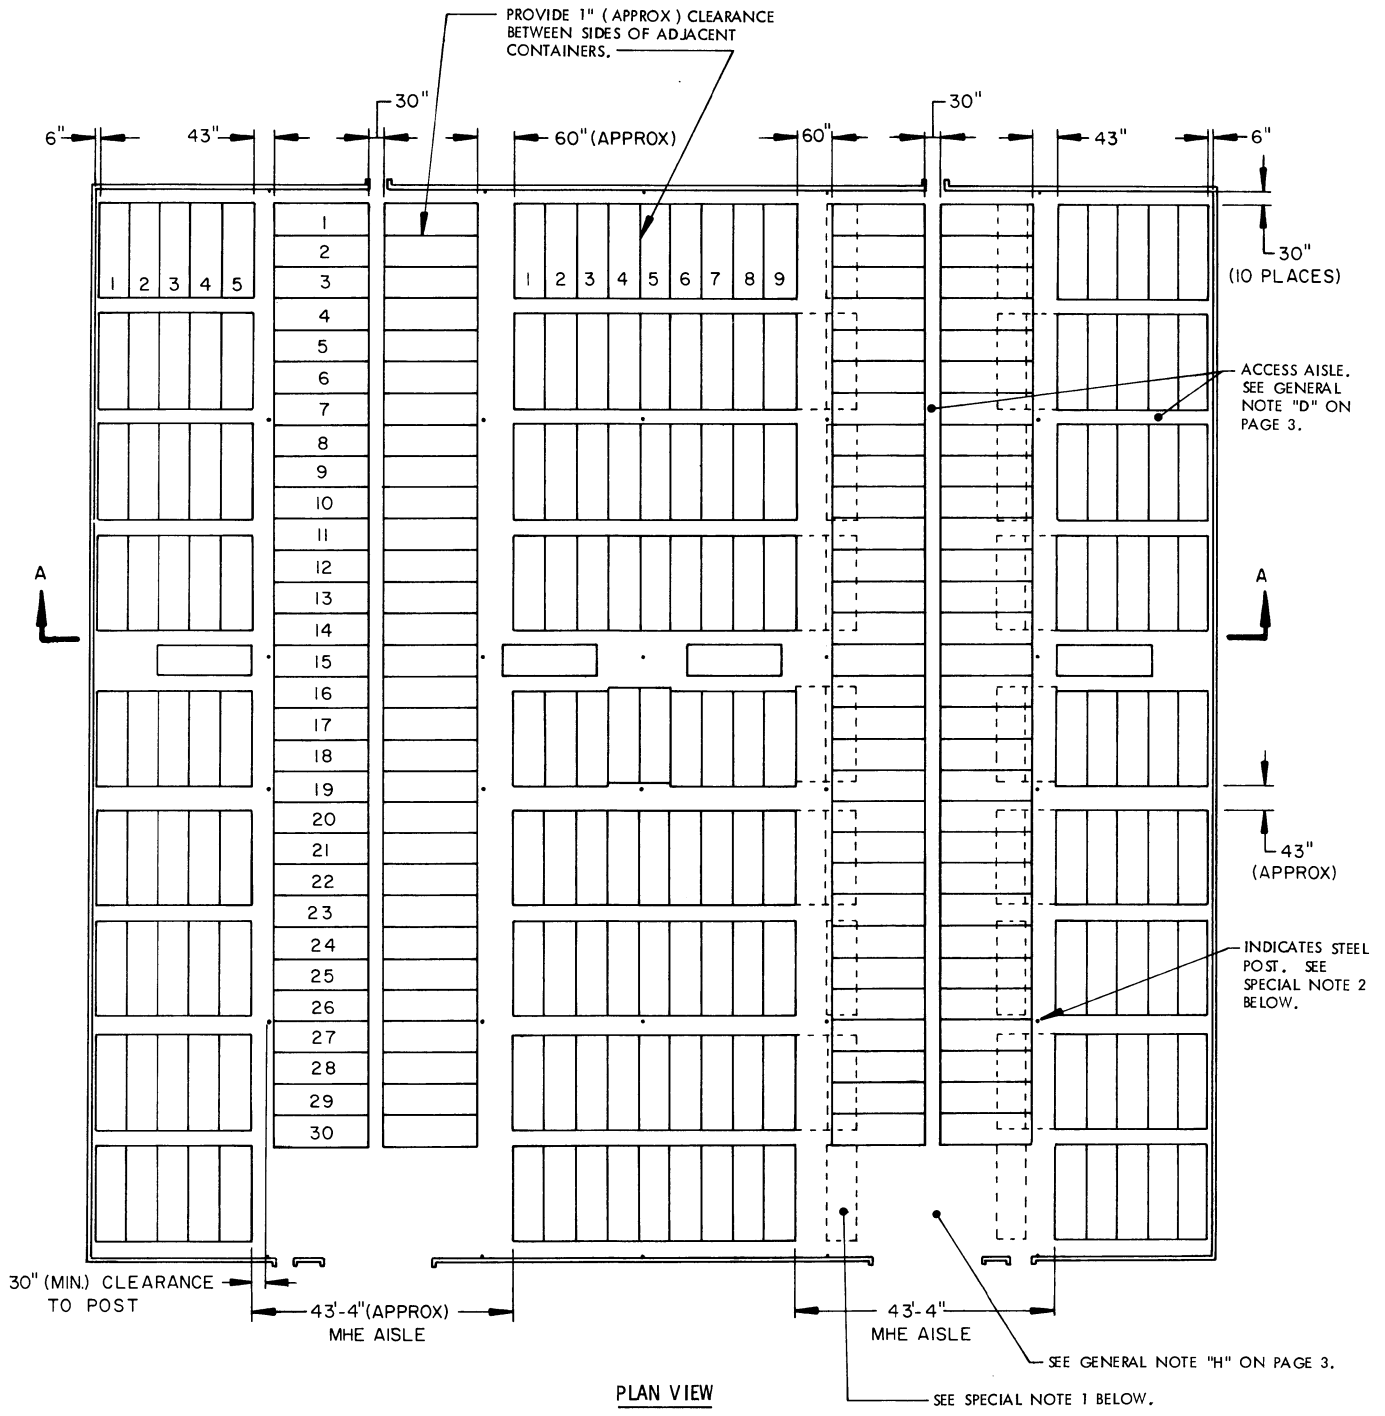 PROVIDE 1" (APPROX) CLEARANCE
BETWEEN SIDES OF ADJACENT
CONTAINERS.
30"
30"
6"
43"
60" (APPROX)
60"
43"
6"
30"
(10 PLACES)
1 2 3 4 5
1 2 3 4 5 6 7 8 9
1
2
3
4
5
6
7
8
9
10
11
12
13
14
15
16
17
18
19
20
21
22
23
24
25
26
27
28
29
30
ACCESS AISLE.
SEE GENERAL
NOTE "D" ON
PAGE 3.
A
A
43"
(APPROX)
INDICATES STEEL
POST. SEE
SPECIAL NOTE 2
BELOW.
30" (MIN.) CLEARANCE
TO POST
43'-4" (APPROX)
MHE AISLE
43'-4"
MHE AISLE
SEE GENERAL NOTE "H" ON PAGE 3.
SEE SPECIAL NOTE 1 BELOW.
PLAN VIEW